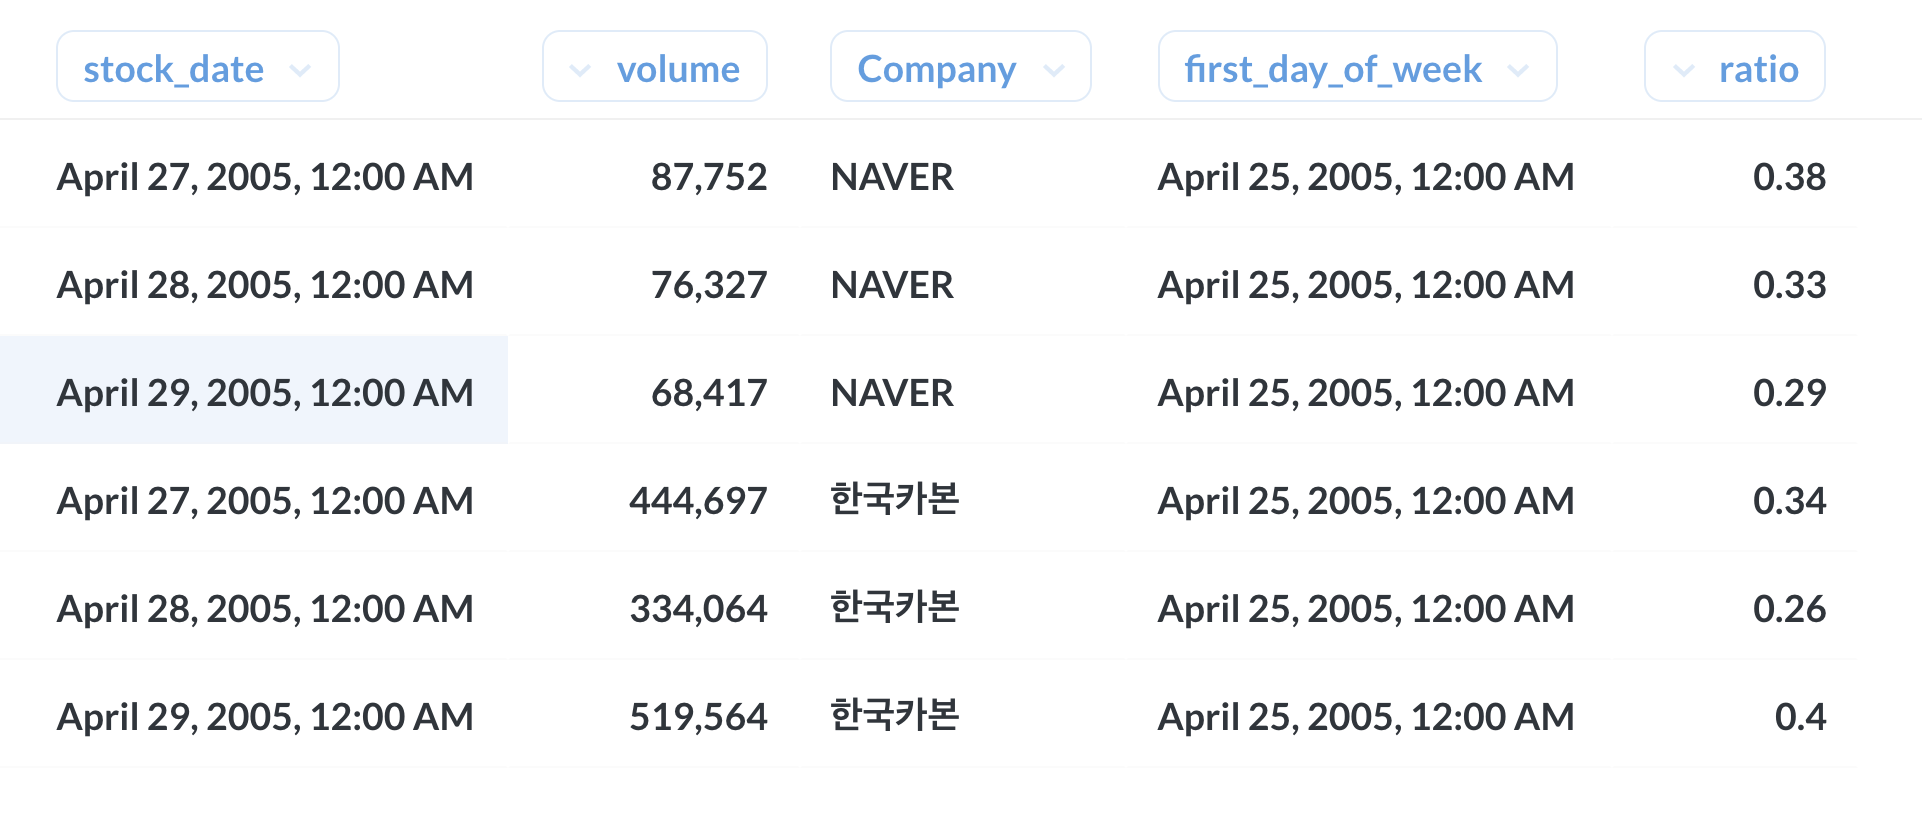 stock_date volume Company first_day_of_week ratio
April 27, 2005, 12:00 AM 87,752 NAVER April 25, 2005, 12:00 AM 0.38
April 28, 2005, 12:00 AM 76,327 NAVER April 25, 2005, 12:00 AM 0.33
April 29, 2005, 12:00 AM 68,417 NAVER April 25, 2005, 12:00 AM 0.29
April 27, 2005, 12:00 AM 444,697 한국카본 April 25, 2005, 12:00 AM 0.34
April 28, 2005, 12:00 AM 334,064 한국카본 April 25, 2005, 12:00 AM 0.26
April 29, 2005, 12:00 AM 519,564 한국카본 April 25, 2005, 12:00 AM 0.4